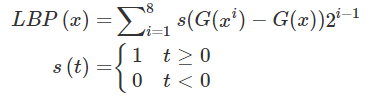 LBP (x) = ∑_{i=1}^{8} s(G(x^i) − G(x))2^{i−1}
s (t) = { 1 t ≥ 0
0 t < 0